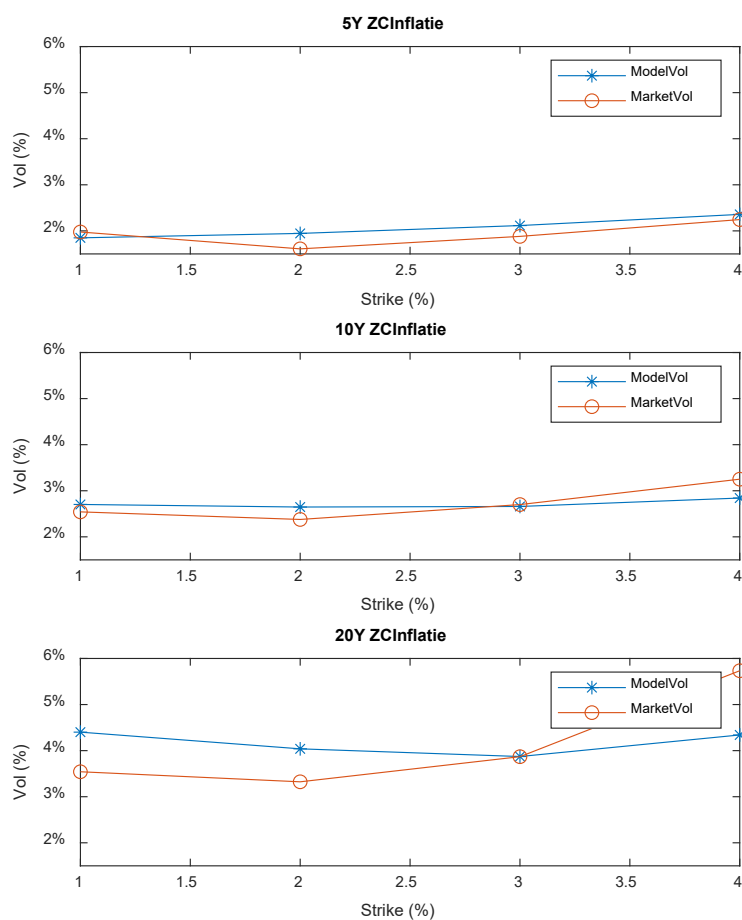 5Y ZCInflatie
6%
5%
4%
3%
2%
Vol (%)
ModelVol
MarketVol
1 1.5 2 2.5 3 3.5 4
Strike (%)
10Y ZCInflatie
6%
5%
4%
3%
2%
Vol (%)
ModelVol
MarketVol
1 1.5 2 2.5 3 3.5 4
Strike (%)
20Y ZCInflatie
6%
5%
4%
3%
2%
Vol (%)
ModelVol
MarketVol
1 1.5 2 2.5 3 3.5 4
Strike (%)